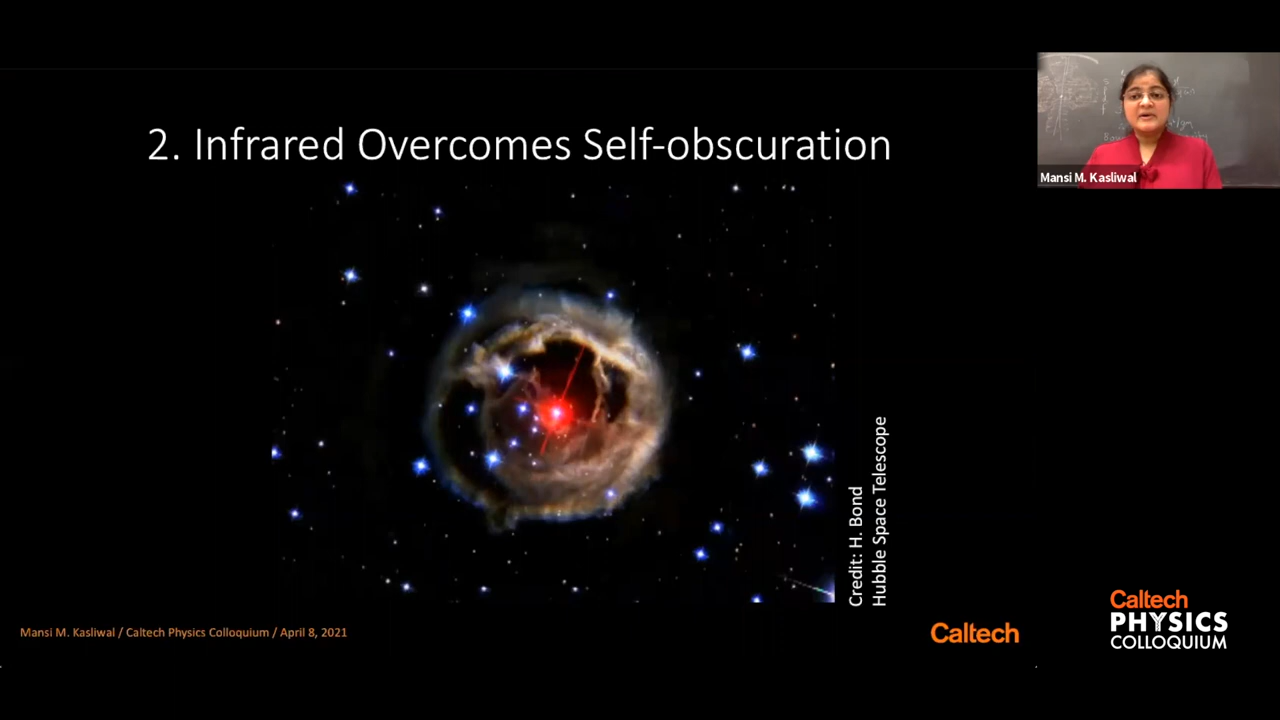 2. Infrared Overcomes Self-obscuration
Mansi M. Kasliwal
Credit: H. Bond
Hubble Space Telescope
Mansi M. Kasliwal / Caltech Physics Colloquium / April 8, 2021
Caltech
Caltech
PHYSICS
COLLOQUIUM